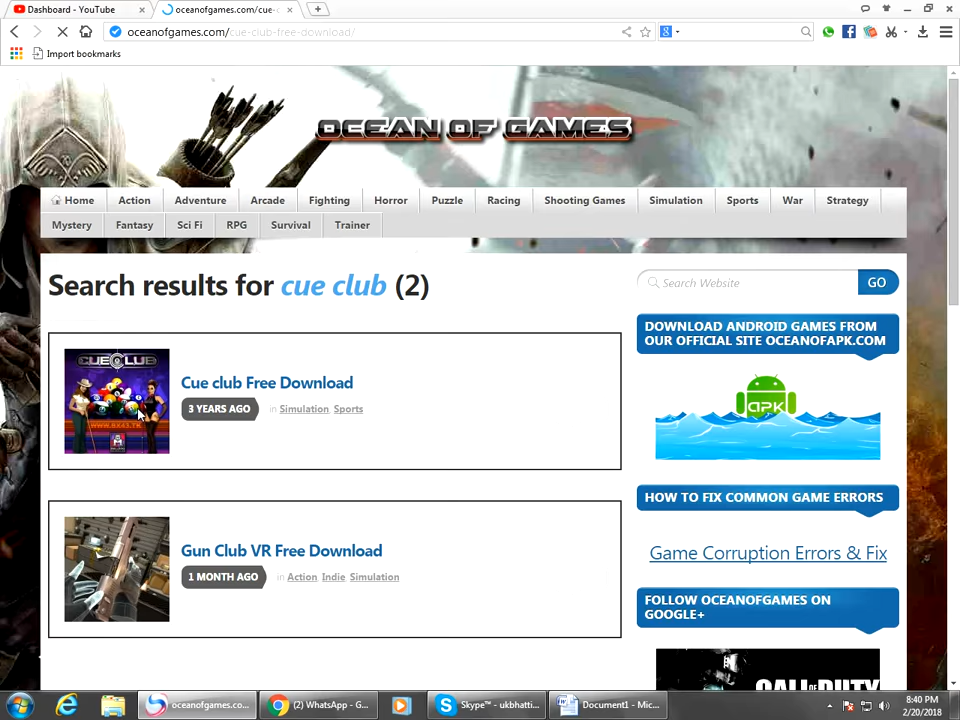 Dashboard - YouTube
oceanofgames.com/cue-c
oceanofgames.com/cue-club-free-download/
Import bookmarks
OCEAN OF GAMES
Home
Action
Adventure
Arcade
Fighting
Horror
Puzzle
Racing
Shooting Games
Simulation
Sports
War
Strategy
Mystery
Fantasy
Sci Fi
RPG
Survival
Trainer
Search results for cue club (2)
Search Website
GO
DOWNLOAD ANDROID GAMES FROM
OUR OFFICIAL SITE OCEANOFAPK.COM
apk
CUECLUB
Cue club Free Download
3 YEARS AGO
in Simulation, Sports
HOW TO FIX COMMON GAME ERRORS
Game Corruption Errors & Fix
Gun Club VR Free Download
1 MONTH AGO
in Action, Indie, Simulation
FOLLOW OCEANOFGAMES ON
GOOGLE+
CALL OF DUTY
oceanofgames.co...
(2) WhatsApp - G...
Skype™ - ukbhatti...
Document1 - Mic...
8:40 PM
2/20/2018